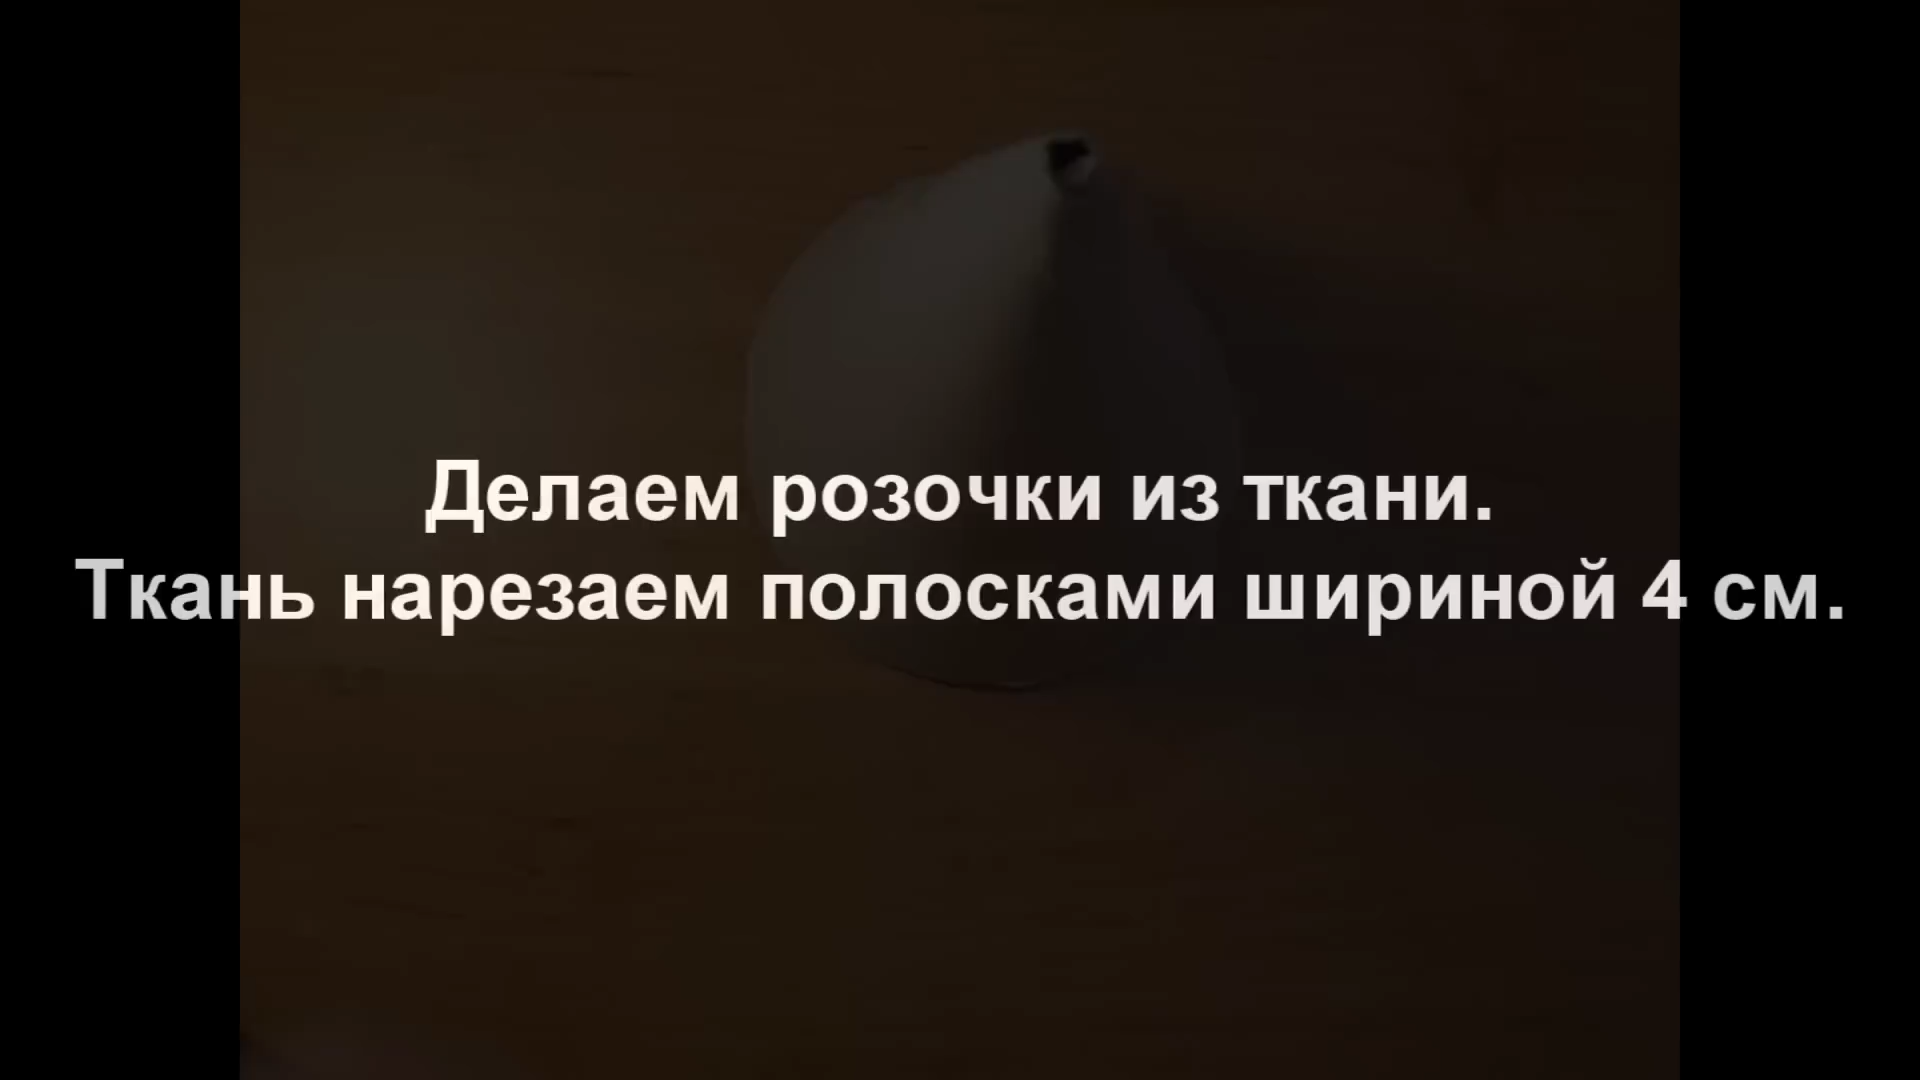 Делаем розочки из ткани.
Ткань нарезаем полосками шириной 4 см.